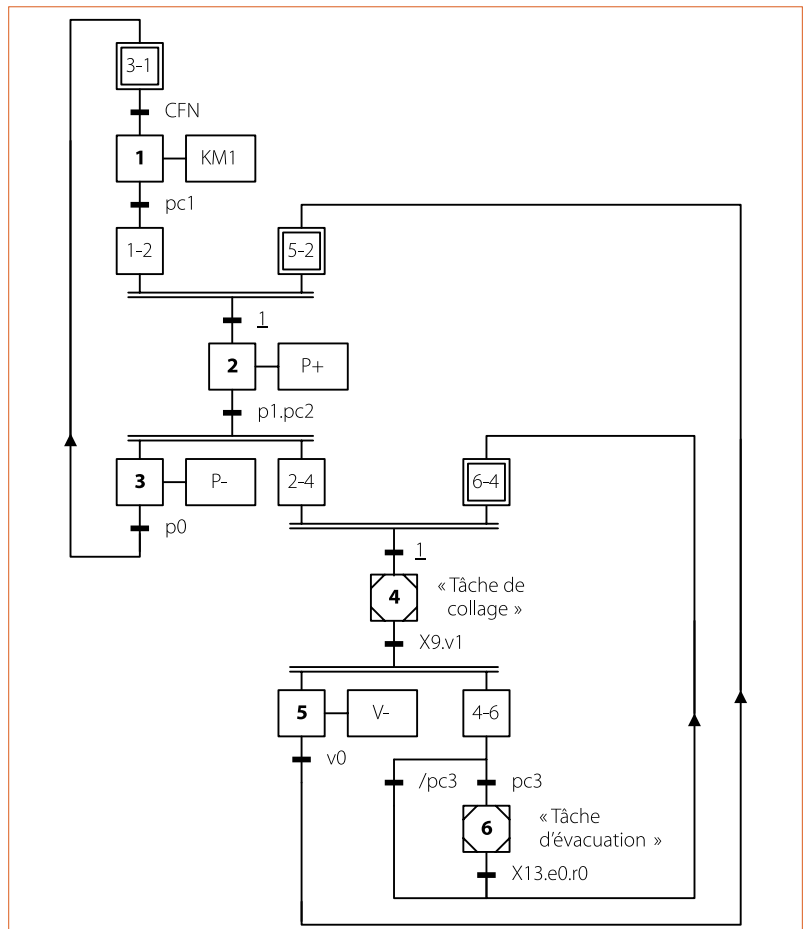 3-1
CFN
1
KM1
pc1
1-2
5-2
1
2
P+
p1.pc2
3
P-
2-4
6-4
p0
1
4
« Tâche de
collage »
X9.v1
5
V-
4-6
v0
/pc3
pc3
6
« Tâche
d'évacuation »
X13.e0.r0